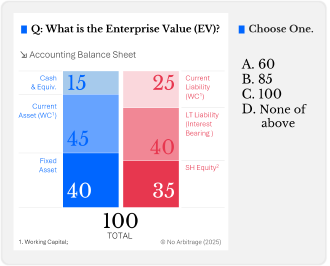 Q: What is the Enterprise Value (EV)?
↘ Accounting Balance Sheet
Cash
& Equiv.
15
25
Current
Liability
(WC¹)
Current
Asset (WC¹)
45
40
LT Liability
(Interest
Bearing )
Fixed
Asset
40
35
SH Equity²
100
TOTAL
1. Working Capital;
© No Arbitrage (2025)
Choose One.
A. 60
B. 85
C. 100
D. None of
above